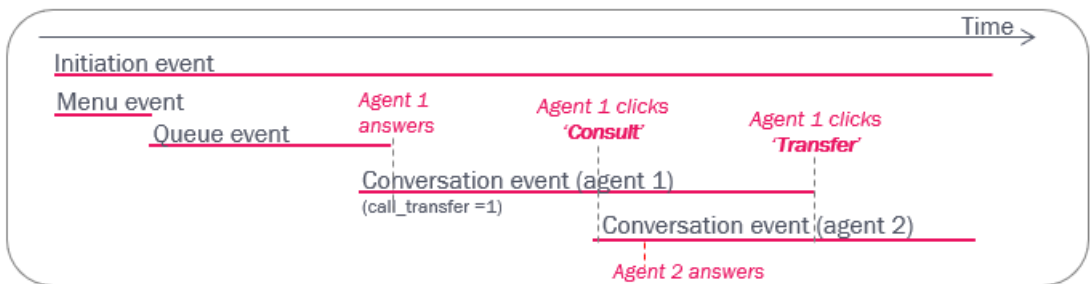 Time
Initiation event
Menu event
Agent 1
answers
Agent 1 clicks
‘Consult’
Agent 1 clicks
‘Transfer’
Queue event
Conversation event (agent 1)
(call_transfer =1)
Conversation event (agent 2)
Agent 2 answers